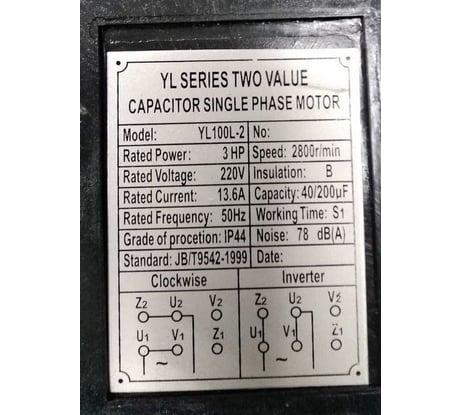 YL SERIES TWO VALUE
CAPACITOR SINGLE PHASE MOTOR
Model: YL100L-2 No:
Rated Power: 3 HP Speed: 2800r/min
Rated Voltage: 220V Insulation: B
Rated Current: 13.6A Capacity: 40/200µF
Rated Frequency: 50Hz Working Time: S1
Grade of procetion: IP44 Noise: 78 dB(A)
Standard: JB/T9542-1999 Date:
Clockwise Inverter
Z2 U2 V2 Z2 U2 V2
U1 V1 Z1 U1 V1 Z1
~ ~